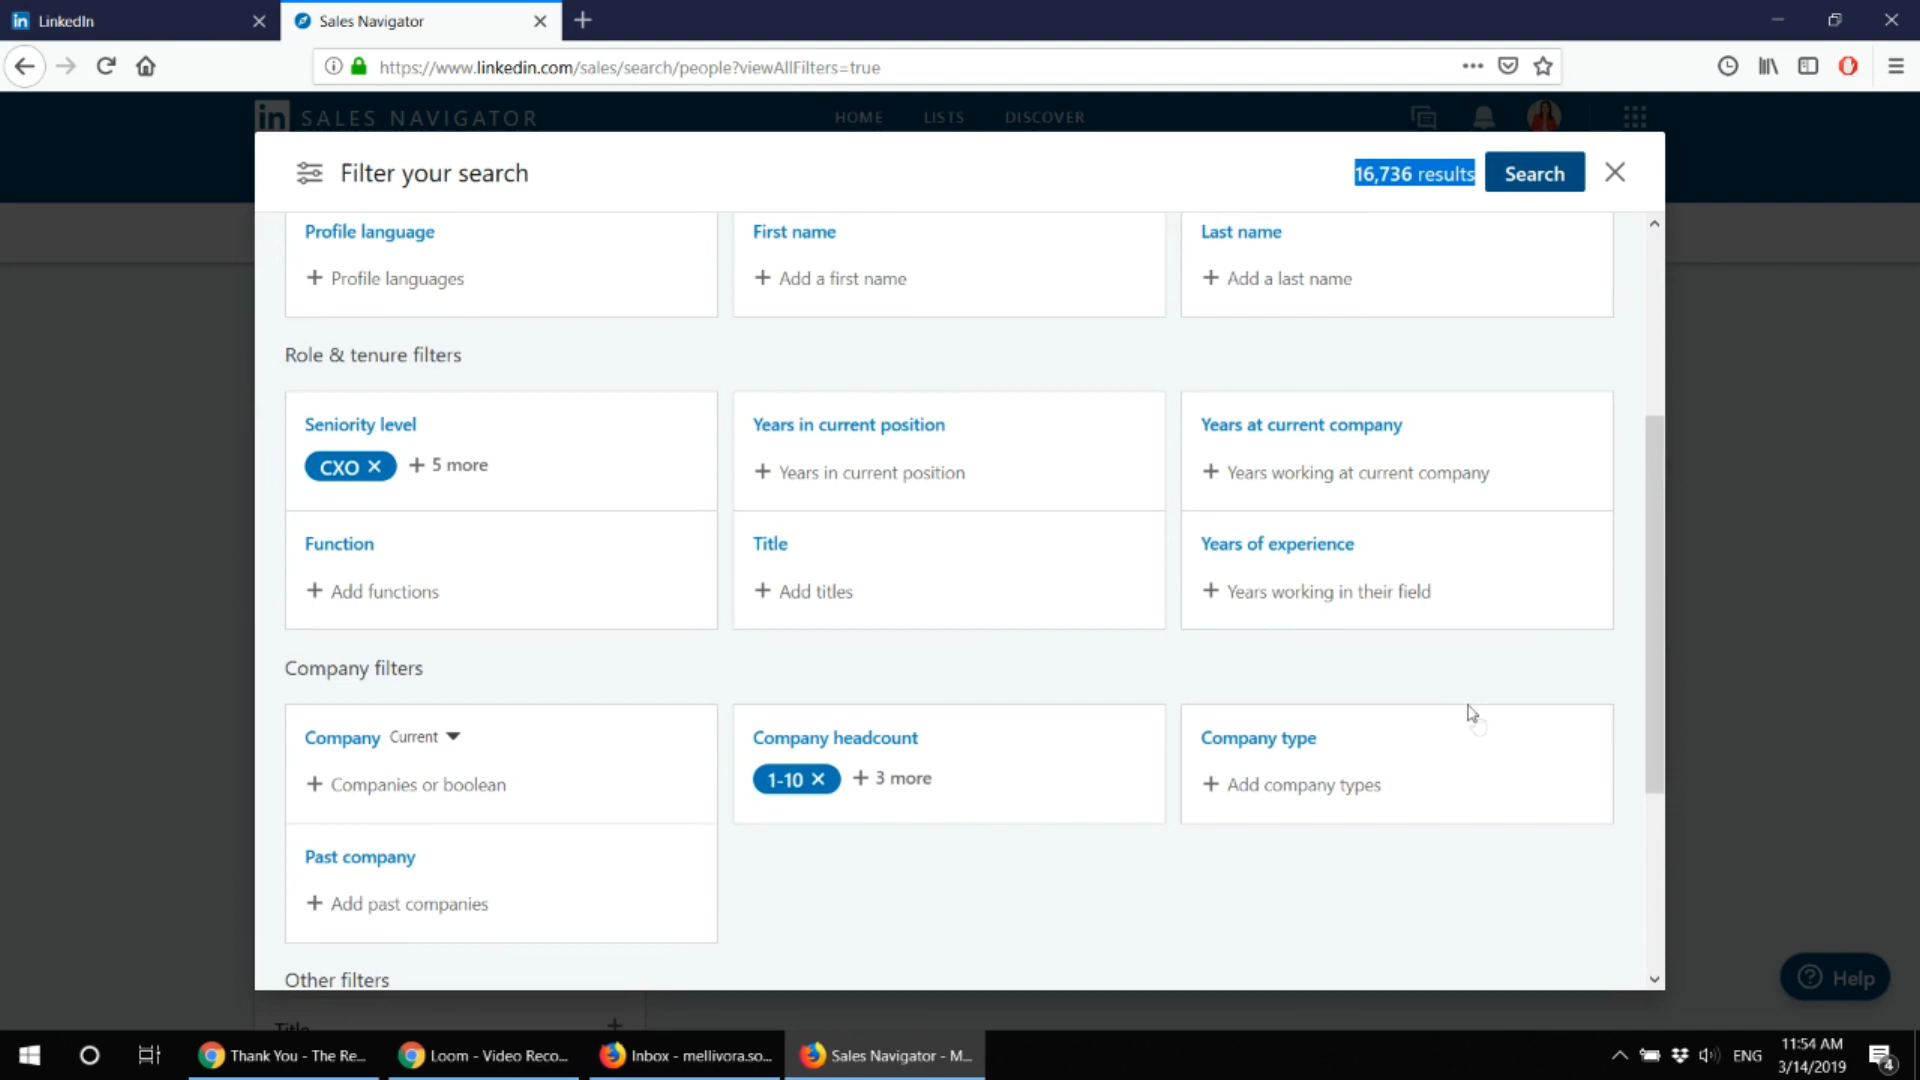 LinkedIn
Sales Navigator
https://www.linkedin.com/sales/search/people?viewAllFilters=true
in SALES NAVIGATOR
HOME LISTS DISCOVER
Filter your search
16,736 results
Search
Profile language
+ Profile languages
First name
+ Add a first name
Last name
+ Add a last name
Role & tenure filters
Seniority level
CXO × + 5 more
Years in current position
+ Years in current position
Years at current company
+ Years working at current company
Function
+ Add functions
Title
+ Add titles
Years of experience
+ Years working in their field
Company filters
Company Current
+ Companies or boolean
Company headcount
1-10 × + 3 more
Company type
+ Add company types
Past company
+ Add past companies
Other filters
Title +
Help
Thank You - The Re...
Loom - Video Reco...
Inbox - mellivora.so...
Sales Navigator - M...
ENG
11:54 AM
3/14/2019
4